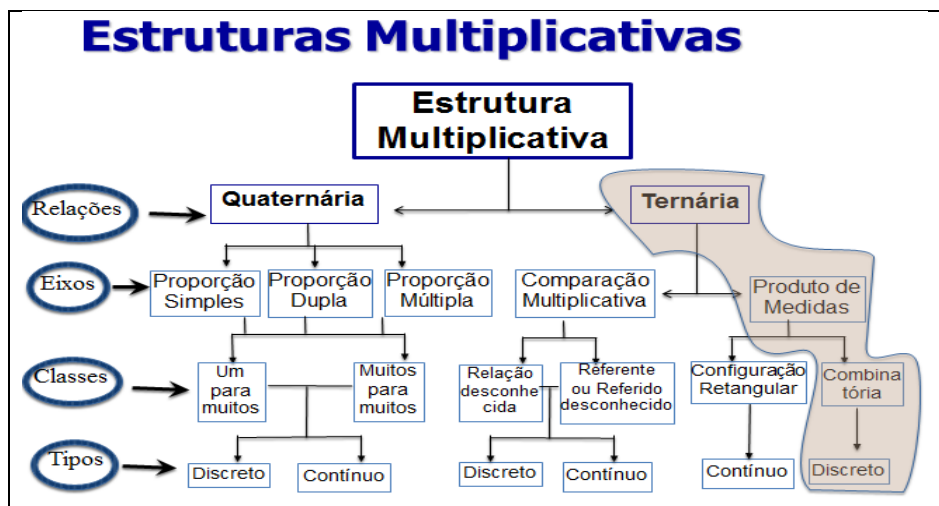 Estruturas Multiplicativas
Estrutura
Multiplicativa
Relações
Quaternária
Ternária
Eixos
Proporção
Simples
Proporção
Dupla
Proporção
Múltipla
Comparação
Multiplicativa
Produto de
Medidas
Classes
Um
para
muitos
Muitos
para
muitos
Relação
desconhe
cida
Referente
ou Referido
desconhecido
Configuração
Retangular
Combina
tória
Tipos
Discreto
Contínuo
Discreto
Contínuo
Contínuo
Discreto